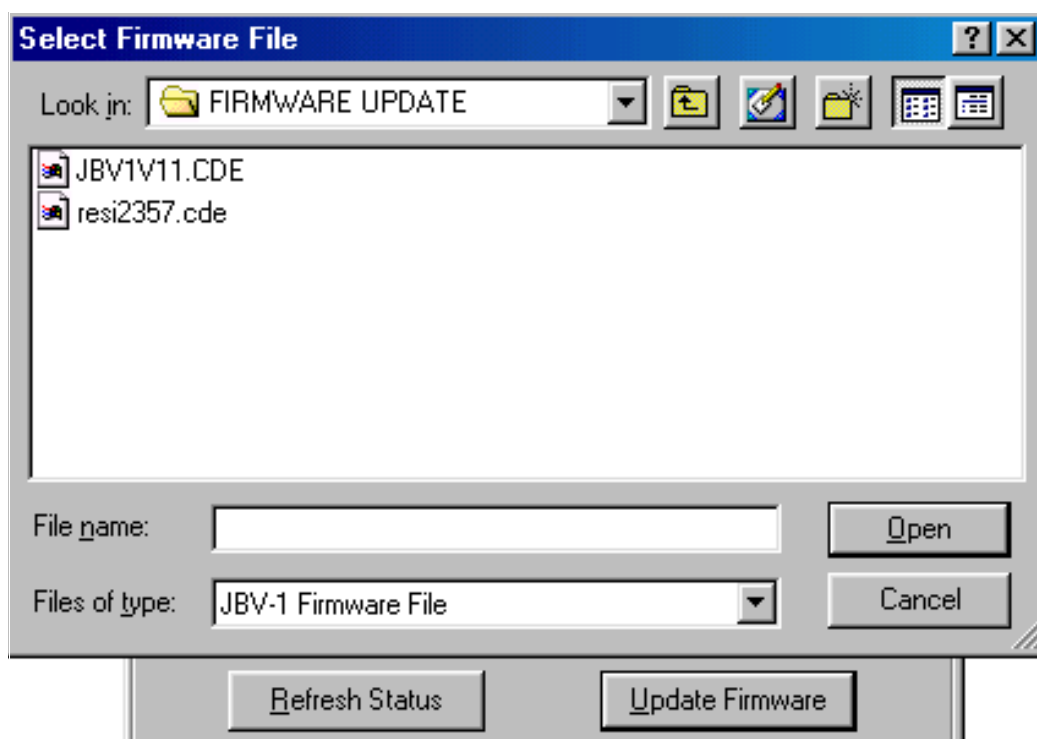 Select Firmware File
Look in: FIRMWARE UPDATE
JBV1V11.CDE
resi2357.cde
File name: Open
Files of type: JBV-1 Firmware File Cancel
Refresh Status Update Firmware